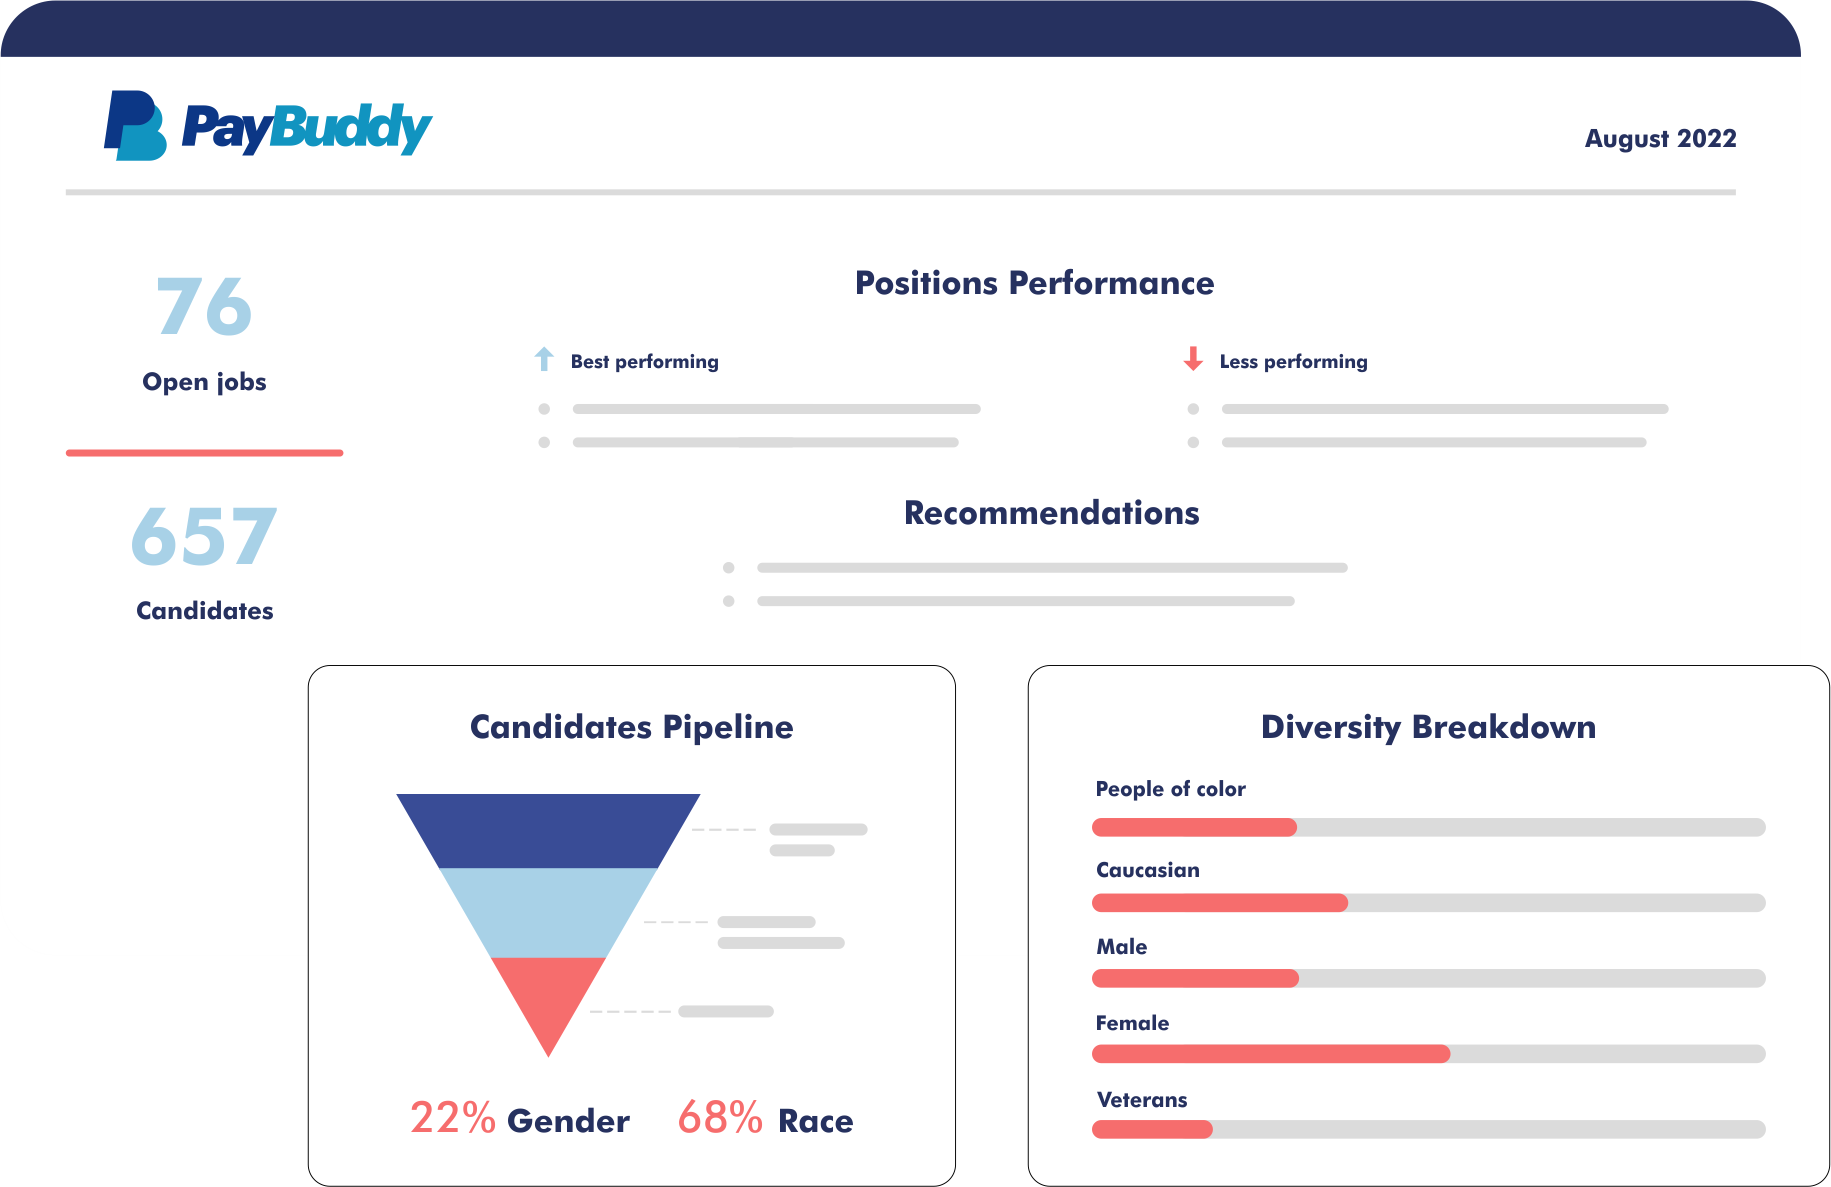 PayBuddy
August 2022
76
Open jobs
657
Candidates
Positions Performance
Best performing
Less performing
Recommendations
Candidates Pipeline
22% Gender 68% Race
Diversity Breakdown
People of color
Caucasian
Male
Female
Veterans